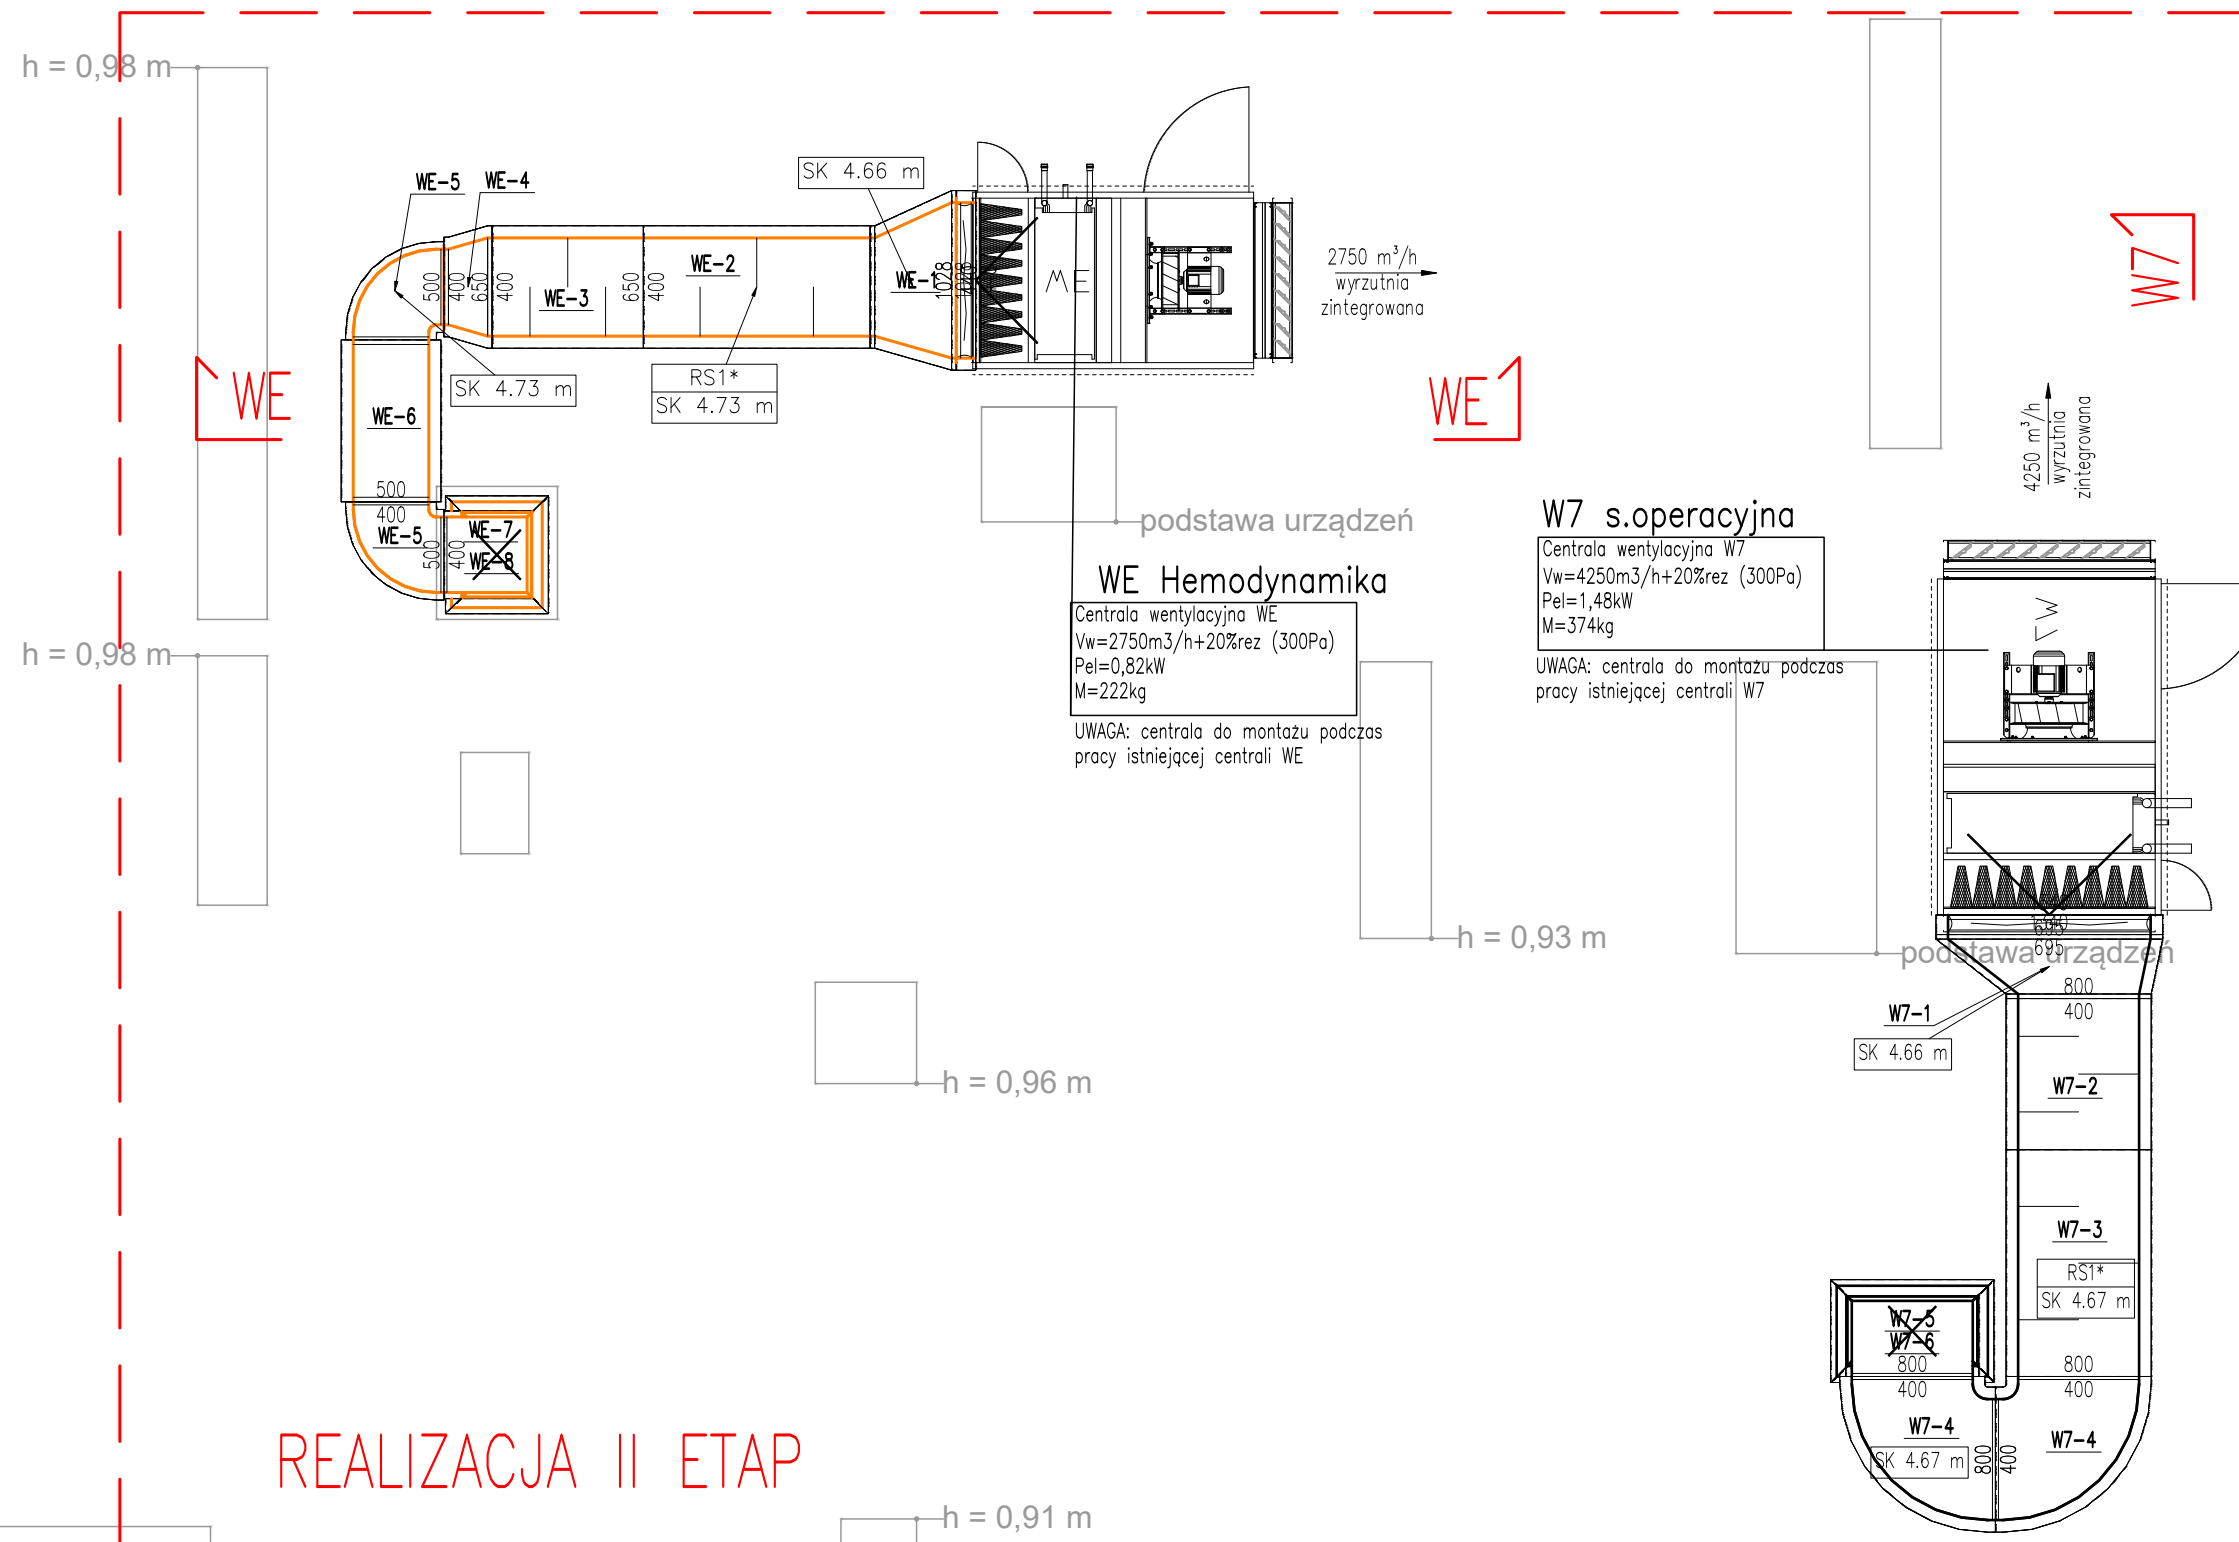 h = 0,98 m
WE-5
WE-4
SK 4.66 m
500
400
650
400
WE-3
650
400
WE-2
WE-1
1028
WE
2750 m³/h
wyrzutnia
zintegrowana
W7
WE
SK 4.73 m
RS1*
SK 4.73 m
WE
WE-6
500
400
WE-5
500
400
WE-7
WE-8
podstawa urządzeń
4250 m³/h
wyrzutnia
zintegrowana
WE Hemodynamika
Centrala wentylacyjna WE
Vw=2750m3/h+20%rez (300Pa)
Pel=0,82kW
M=222kg
UWAGA: centrala do montażu podczas
pracy istniejącej centrali WE
W7 s.operacyjna
Centrala wentylacyjna W7
Vw=4250m3/h+20%rez (300Pa)
Pel=1,48kW
M=374kg
UWAGA: centrala do montażu podczas
pracy istniejącej centrali W7
W7
h = 0,98 m
h = 0,93 m
695
podstawa urządzeń
800
400
W7-1
SK 4.66 m
W7-2
h = 0,96 m
W7-3
RS1*
SK 4.67 m
W7-5
W7-6
800
400
800
400
W7-4
SK 4.67 m
800
400
W7-4
REALIZACJA II ETAP
h = 0,91 m